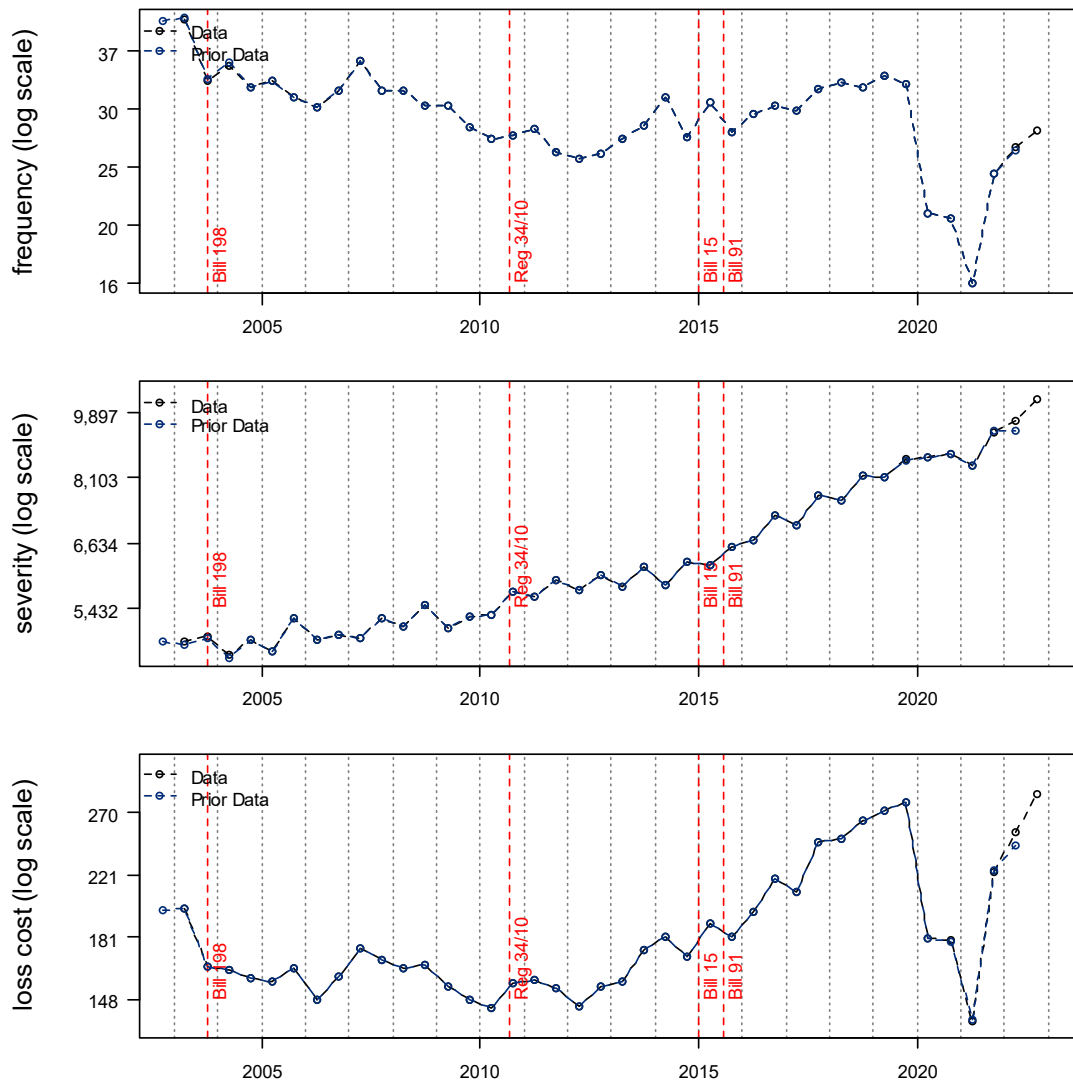 frequency (log scale)
37
30
25
20
16
Data
Prior Data
Bill 198
Reg 34/10
Bill 15
Bill 91
2005
2010
2015
2020
severity (log scale)
9,897
8,103
6,634
5,432
Data
Prior Data
Bill 198
Reg 34/10
Bill 15
Bill 91
2005
2010
2015
2020
loss cost (log scale)
270
221
181
148
Data
Prior Data
Bill 198
Reg 34/10
Bill 15
Bill 91
2005
2010
2015
2020